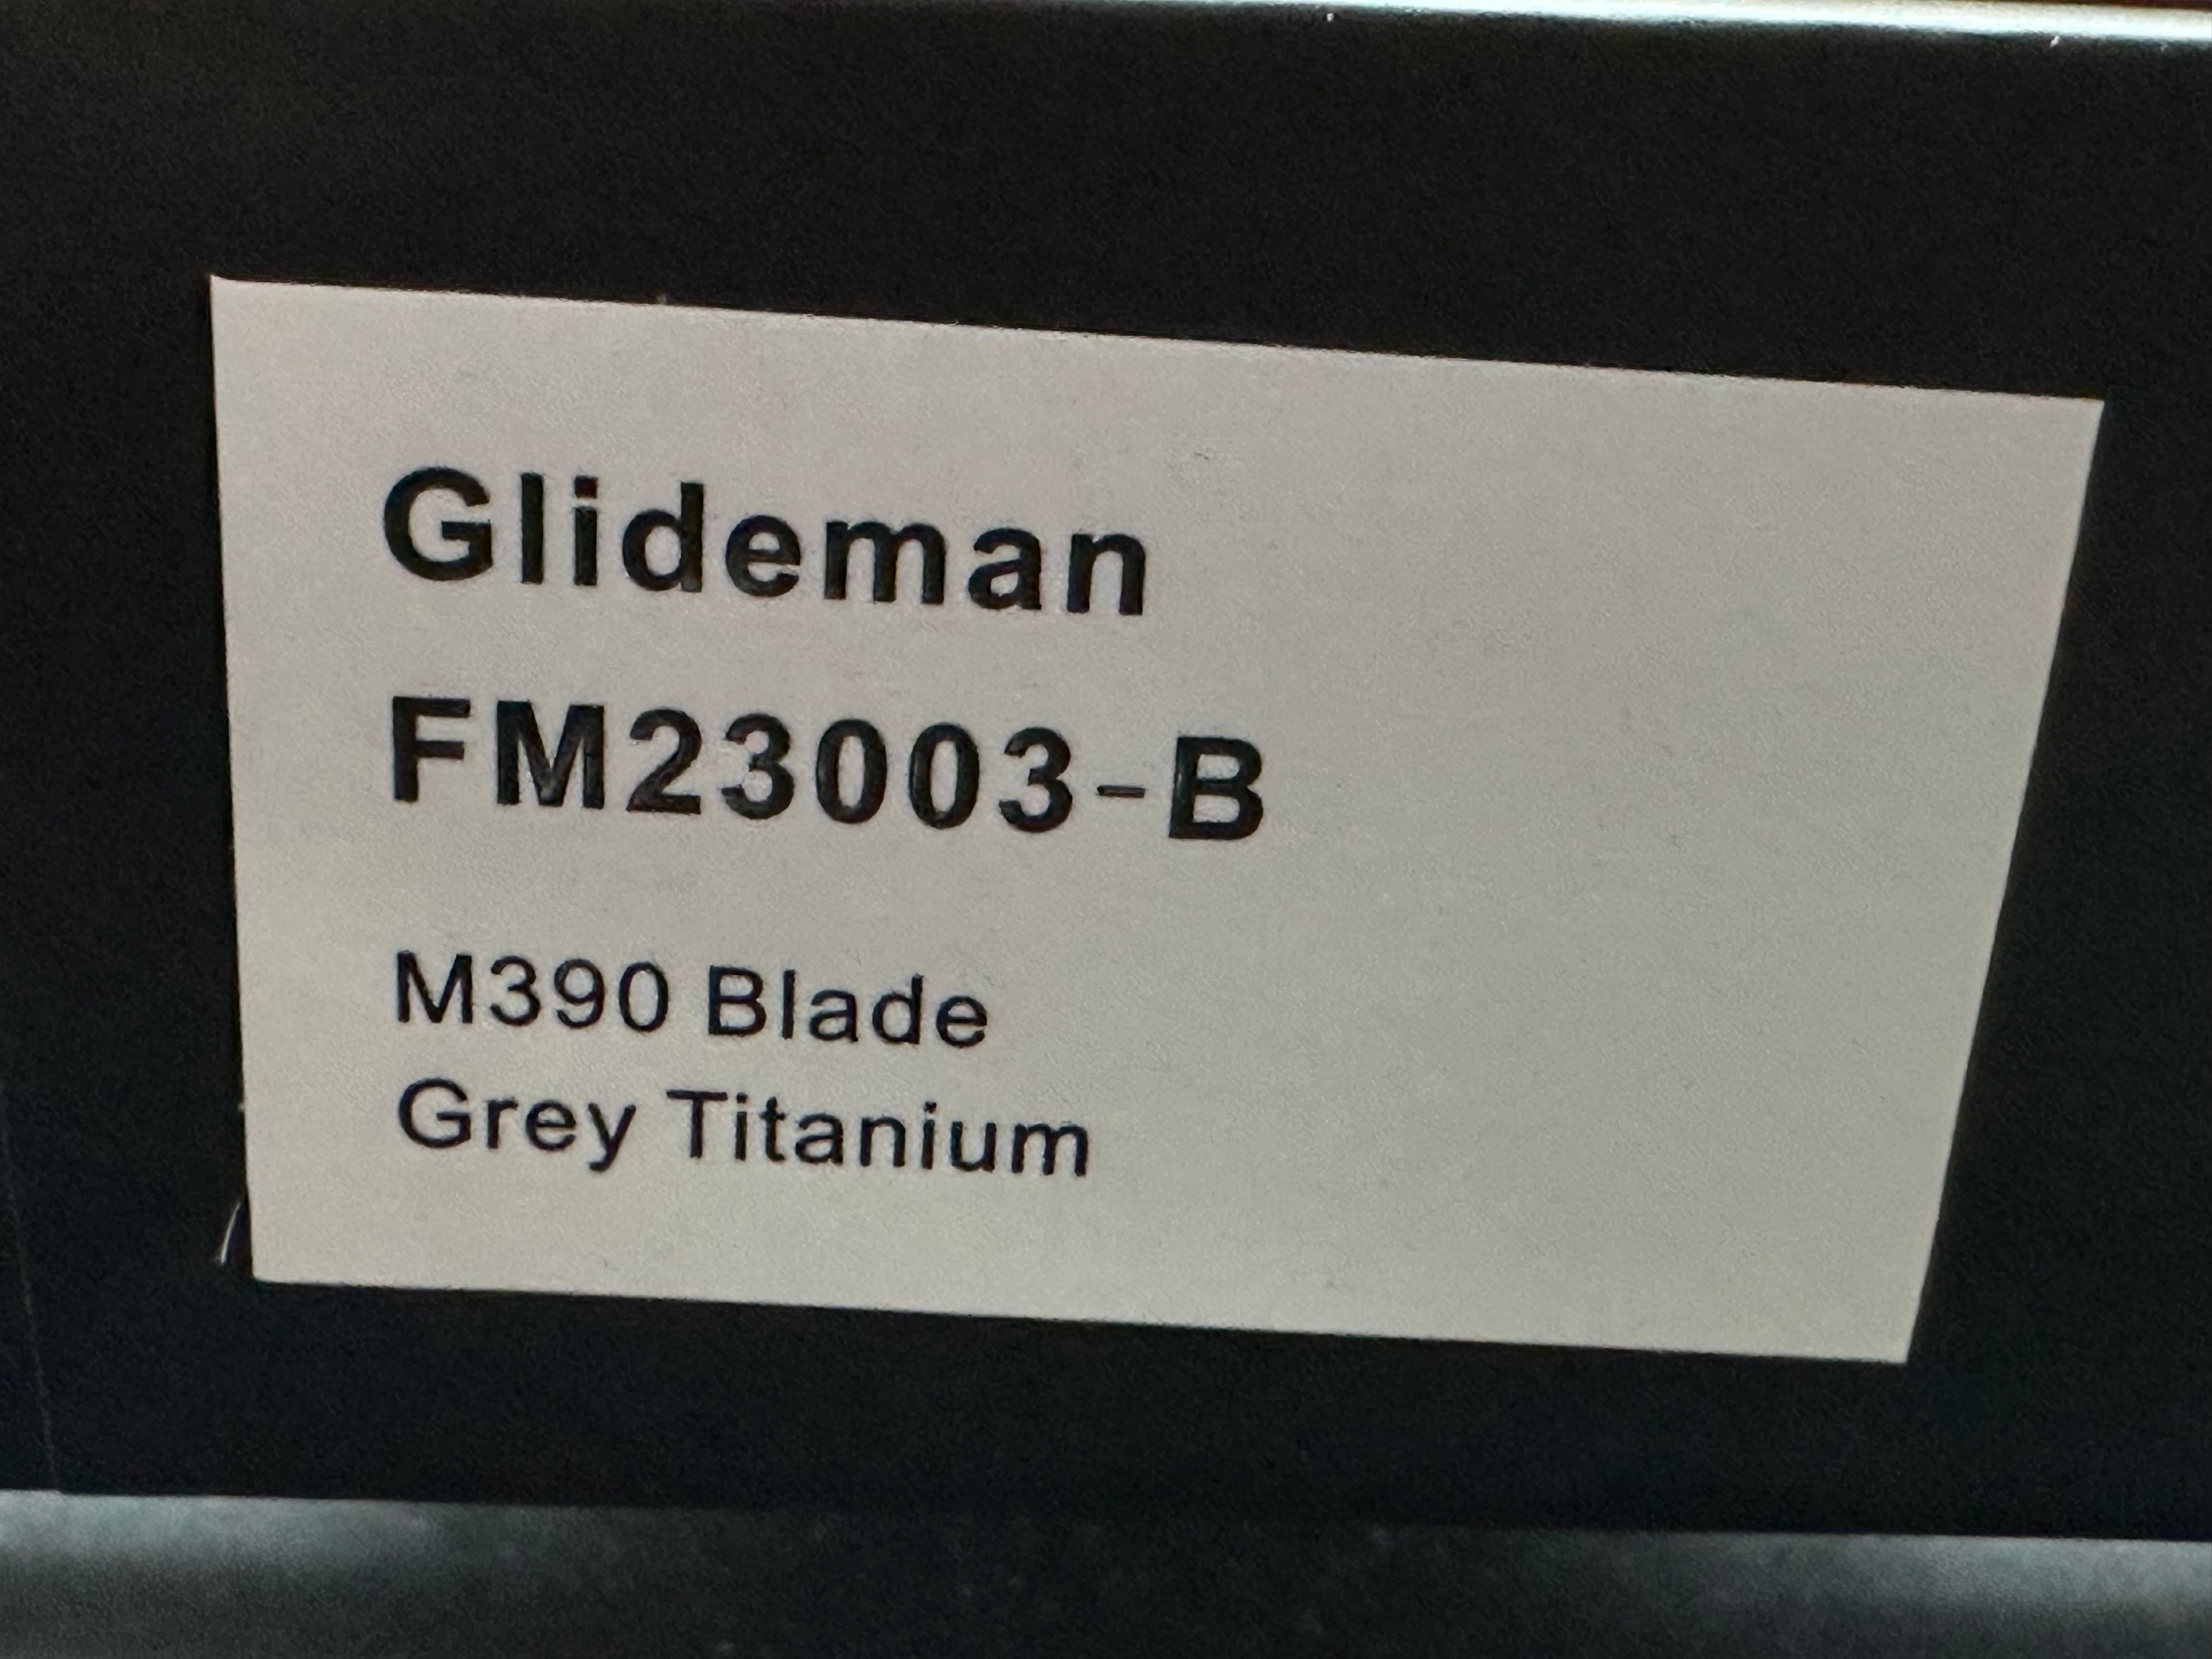 Glideman
FM23003-B
M390 Blade
Grey Titanium